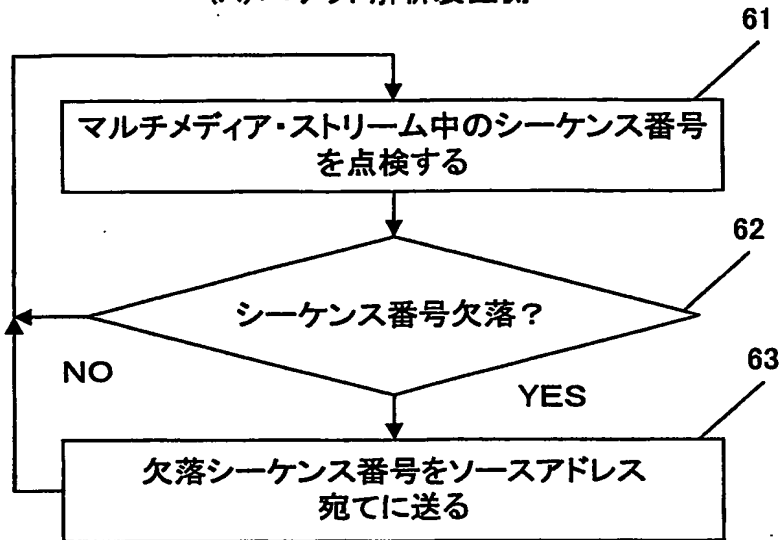 61
マルチメディア・ストリーム中のシーケンス番号
を点検する
62
シーケンス番号欠落?
NO
YES
63
欠落シーケンス番号をソースアドレス
宛てに送る